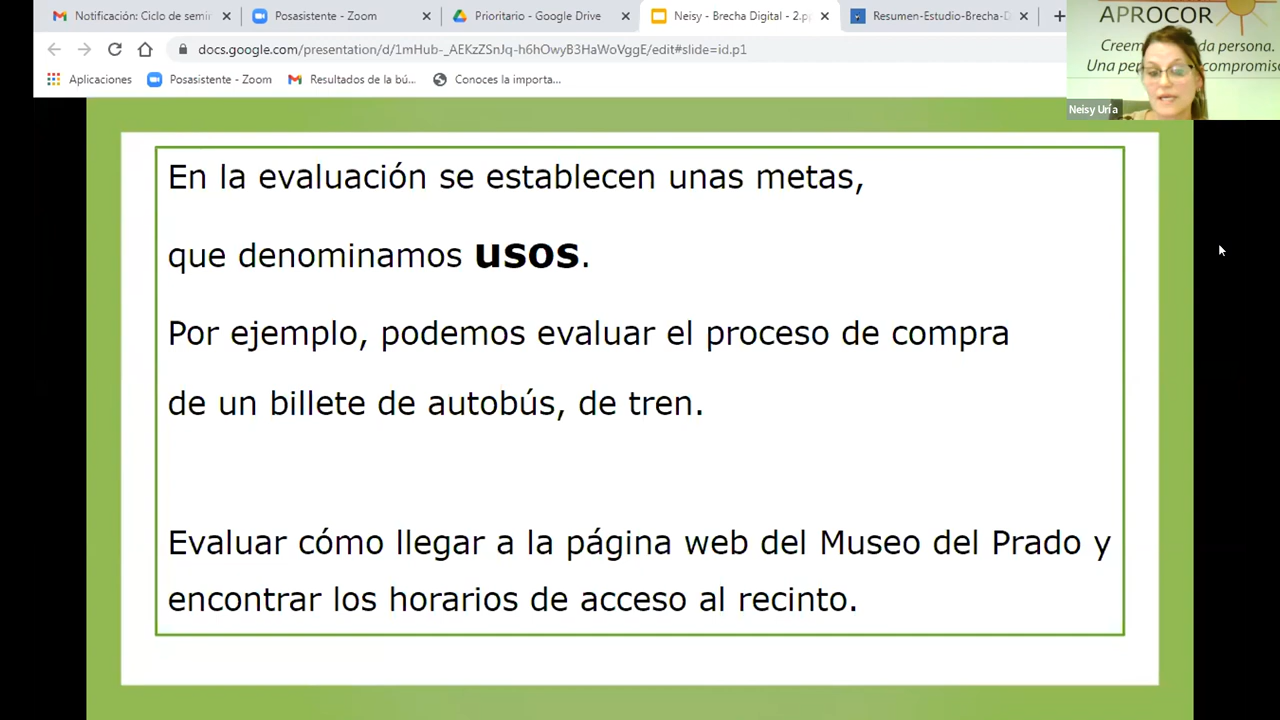 Notificación: Ciclo de semir
Posasistente - Zoom
Prioritario - Google Drive
Neisy - Brecha Digital - 2.p
Resumen-Estudio-Brecha-D
docs.google.com/presentation/d/1mHub-_AEKzZSnJq-h6hOwyB3HaWoVggE/edit#slide=id.p1
Aplicaciones
Posasistente - Zoom
Resultados de la bú...
Conoces la importa...
APROCOR
Creem da persona.
Una per compromiso
Neisy Uría
En la evaluación se establecen unas metas,
que denominamos usos.
Por ejemplo, podemos evaluar el proceso de compra
de un billete de autobús, de tren.
Evaluar cómo llegar a la página web del Museo del Prado y
encontrar los horarios de acceso al recinto.